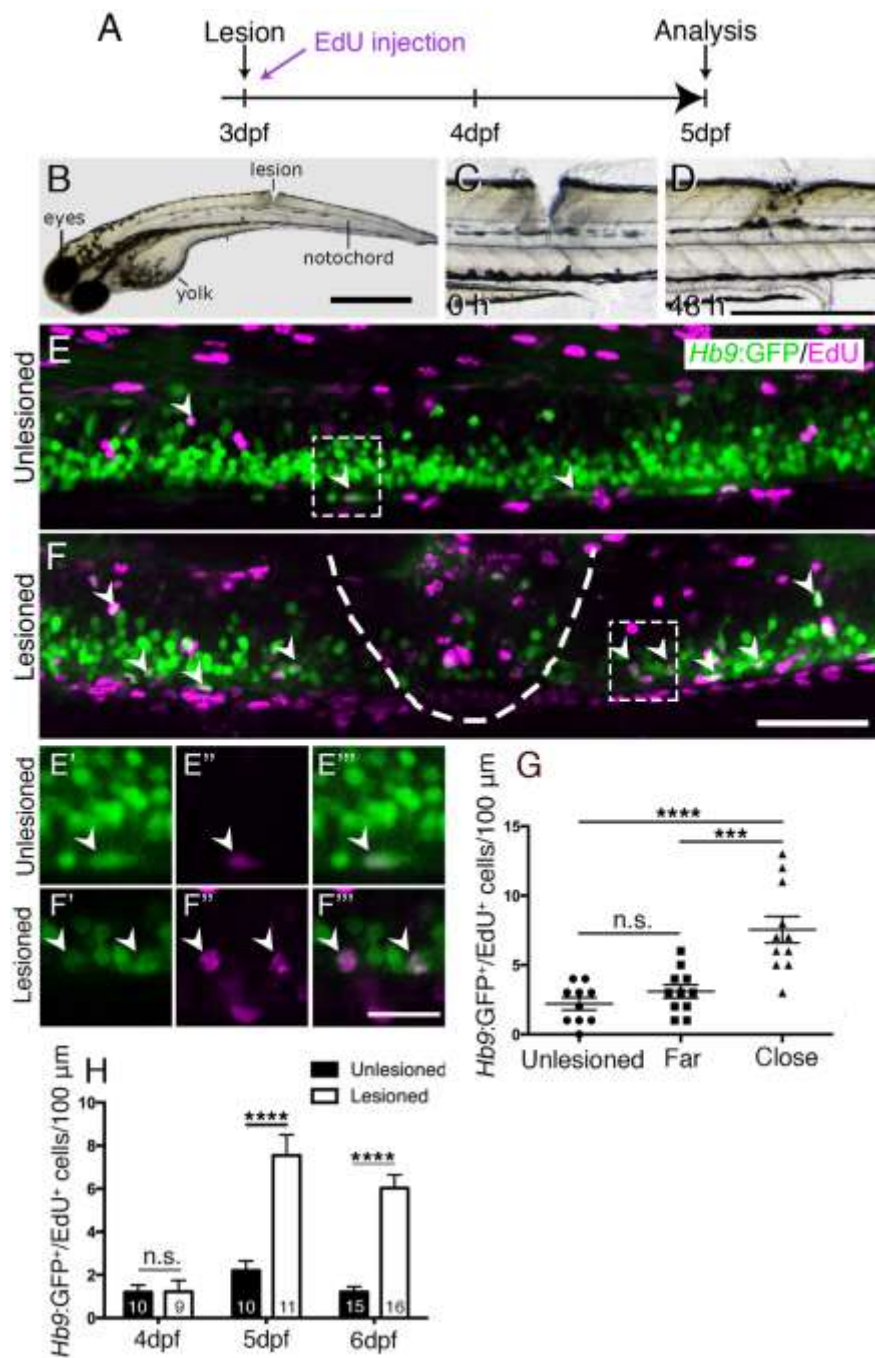 A
Lesion
EdU injection
Analysis
3dpf
4dpf
5dpf
B
lesion
eyes
notochord
yolk
C
0 h
D
48 h
Unlesioned
E
Hb9:GFP/EdU
Lesioned
F
Unlesioned
E'
E"
E'"
Lesioned
F'
F"
F'"
G
Hb9:GFP⁺/EdU⁺ cells/100 µm
15
10
5
0
****
***
n.s.
Unlesioned
Far
Close
H
Unlesioned
Lesioned
Hb9:GFP⁺/EdU⁺ cells/100 µm
10
8
6
4
2
0
n.s.
****
****
10
9
10
11
15
16
4dpf
5dpf
6dpf